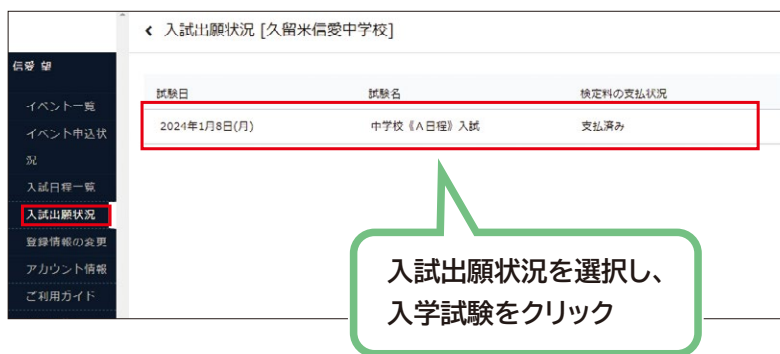 入試出願状況 [久留米信愛中学校]
信愛 望
イベント一覧
イベント申込状
況
入試日程一覧
入試出願状況
登録情報の変更
アカウント情報
ご利用ガイド
試験日 試験名 検定料の支払状況
2024年1月8日(月) 中学校《A日程》入試 支払済み
入試出願状況を選択し、
入学試験をクリック